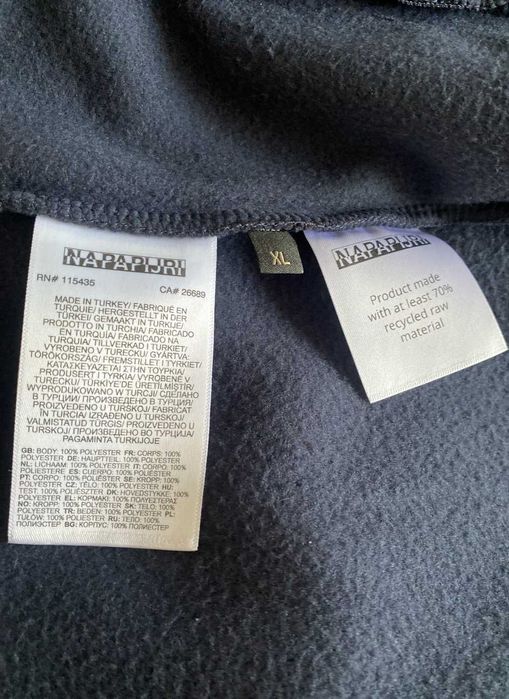 NAPAPIJRI
RN# 115435 CA# 26689
MADE IN TURKEY/ FABRIQUÉ EN
TURQUIE/ HERGESTELLT IN DER
TÜRKEI/ GEMAAKT IN TURKIJE/
PRODOTTO IN TURCHIA/ FABRICADO
EN TURQUÍA/ FABRICADO NA
TURQUIA/ TILLVERKAD I TURKIET/
VYROBENO V TURECKU/ GYÁRTVA:
TÖRÖKORSZÁG/ FREMSTILLET I TYRKIET/
ΚΑΤΑΣΚΕΥΑΖΕΤΑΙ ΣΤΗΝ ΤΟΥΡΚΙΑ/
PRODUSERT I TYRKIA/ VYROBENÉ V
TURECKU/ TÜRKİYE'DE ÜRETİLMİŞTİR/
WYPRODUKOWANO W TURCJI/ СДЕЛАНО
В ТУРЦИИ/ ПРОИЗВЕДЕНО В ТУРЦИЯ/
PROIZVEDENO U TURSKOJ/ FABRICAT
ÎN TURCIA/ IZRAĐENO U TURSKOJ/
VALMISTATUD TÜRGIS/ PROIZVEDENO U
TURSKOJ/ ПРОИЗВЕДЕНО ВО ТУРЦИЈА/
PAGAMINTA TURKIJOJE
GB: BODY: 100% POLYESTER FR: CORPS: 100%
POLYESTER DE: HAUPTTEIL: 100% POLYESTER
NL: LICHAAM: 100% POLYESTER IT: CORPO: 100%
POLIESTERE ES: CUERPO: 100% POLIÉSTER
PT: CORPO: 100% POLIÉSTER SE: KROPP: 100%
POLYESTER CZ: TĚLO: 100% POLYESTER HU:
TEST: 100% POLIÉSZTER DK: HOVEDSTYKKE: 100%
POLYESTER EL: ΚΟΡΜΑΚΙ: 100% ΠΟΛΥΕΣΤΕΡΑΣ
NO: KROPP: 100% POLYESTER SK: TELO: 100%
POLYESTER TR: BEDEN: 100% POLYESTER PL:
TUŁÓW: 100% POLYESTER RU: ТЕЛО: 100%
ПОЛИЭСТЕР BG: КОРПУС: 100% ПОЛИЕСТЕР
XL
NAPAPIJRI
Product made
with at least 70%
recycled raw
material